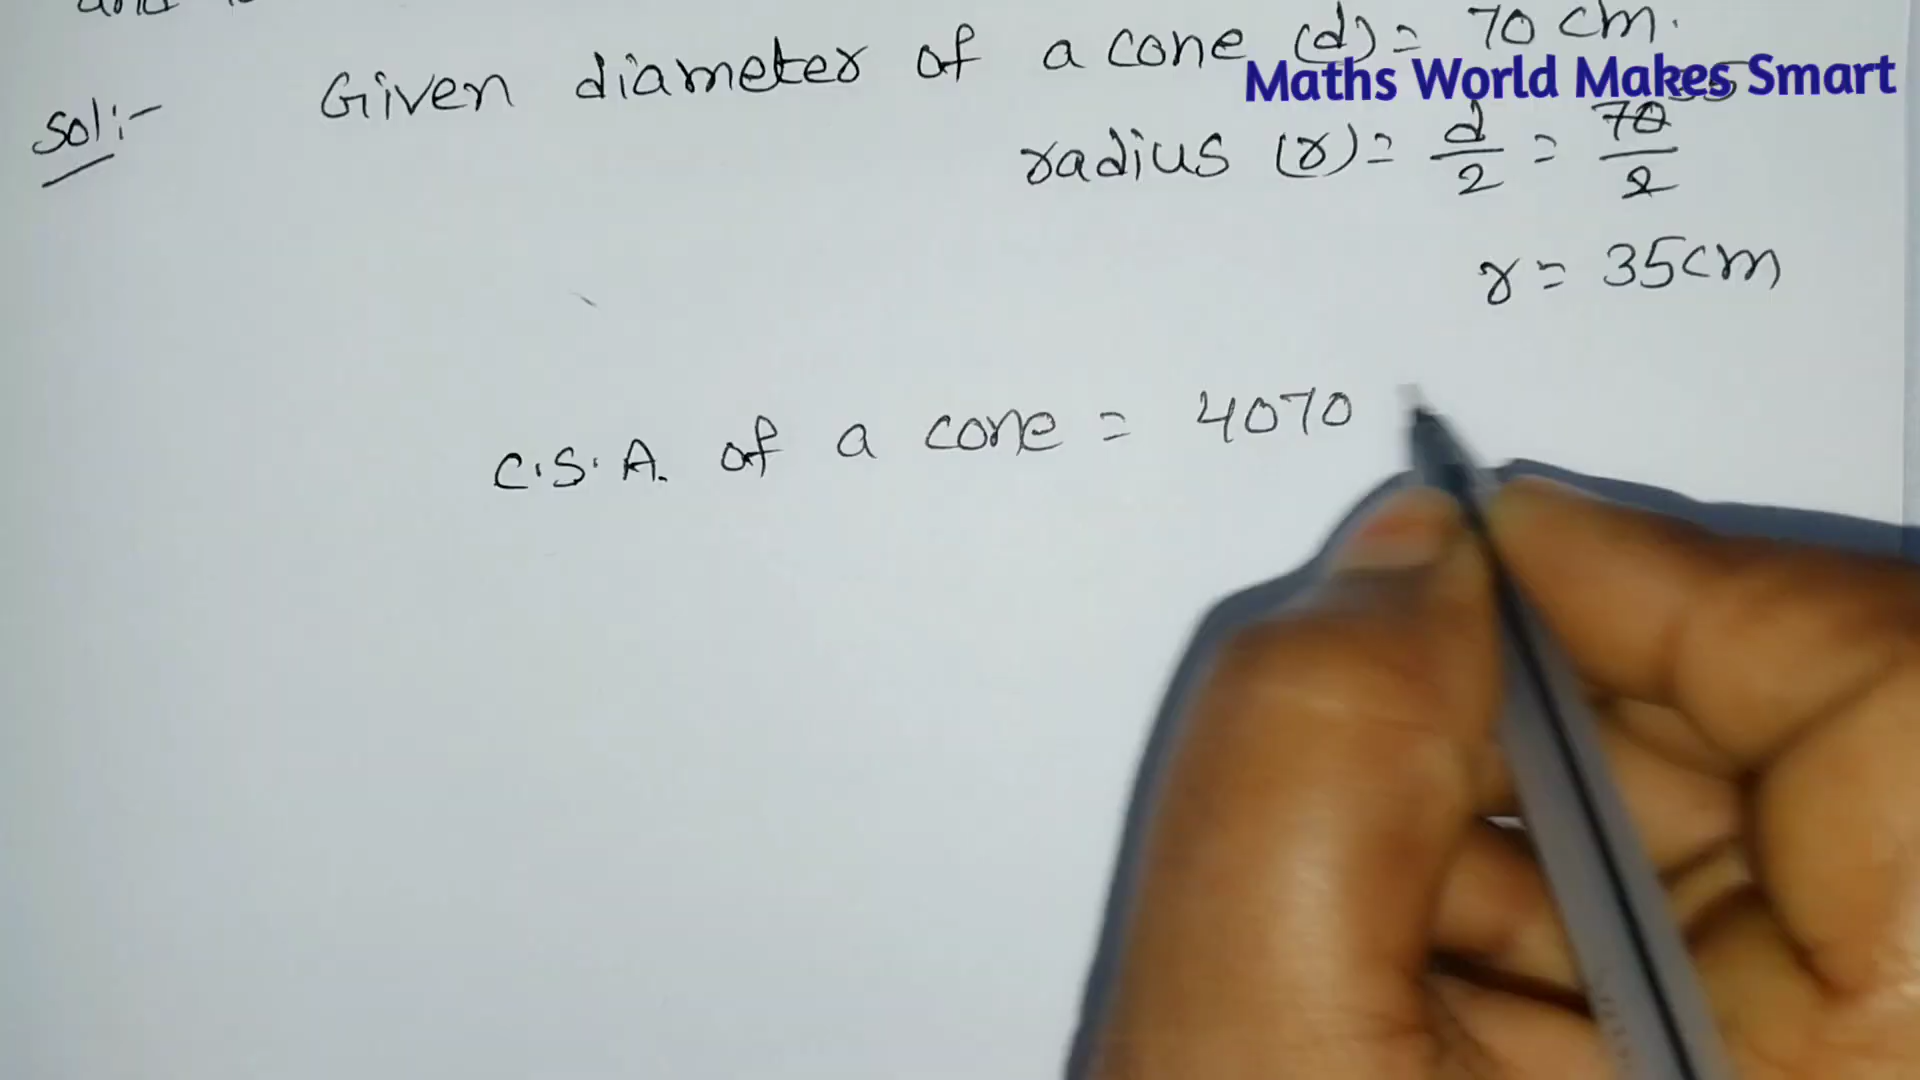 Given diameter of a cone (d) = 70 cm.
Maths World Makes Smart
Sol:-
radius (r) = d/2 = 70/2 35
r = 35cm
C.S.A. of a cone = 4070